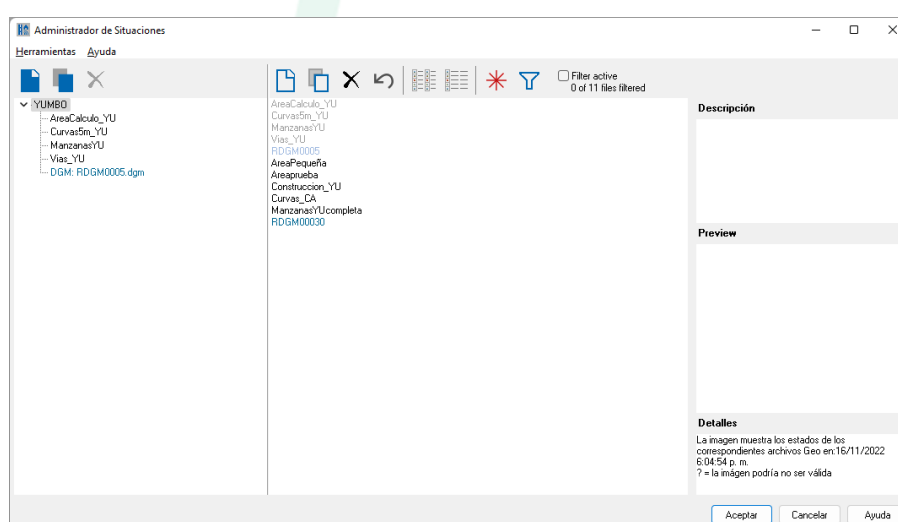 Administrador de Situaciones
Herramientas Ayuda
Filter active
0 of 11 files filtered
YUMBO
AreaCalculo_YU
Curvas5m_YU
ManzanasYU
Vias_YU
DGM: RDGM0005.dgm
AreaCalculo_YU
Curvas5m_YU
ManzanasYU
Vias_YU
RDGM0005
AreaPequeña
Areaprueba
Construccion_YU
Curvas_CA
ManzanasYUcompleta
RDGM00030
Descripción
Preview
Detalles
La imagen muestra los estados de los
correspondientes archivos Geo en:16/11/2022
6:04:54 p. m.
? = la imágen podría no ser válida
Aceptar Cancelar Ayuda